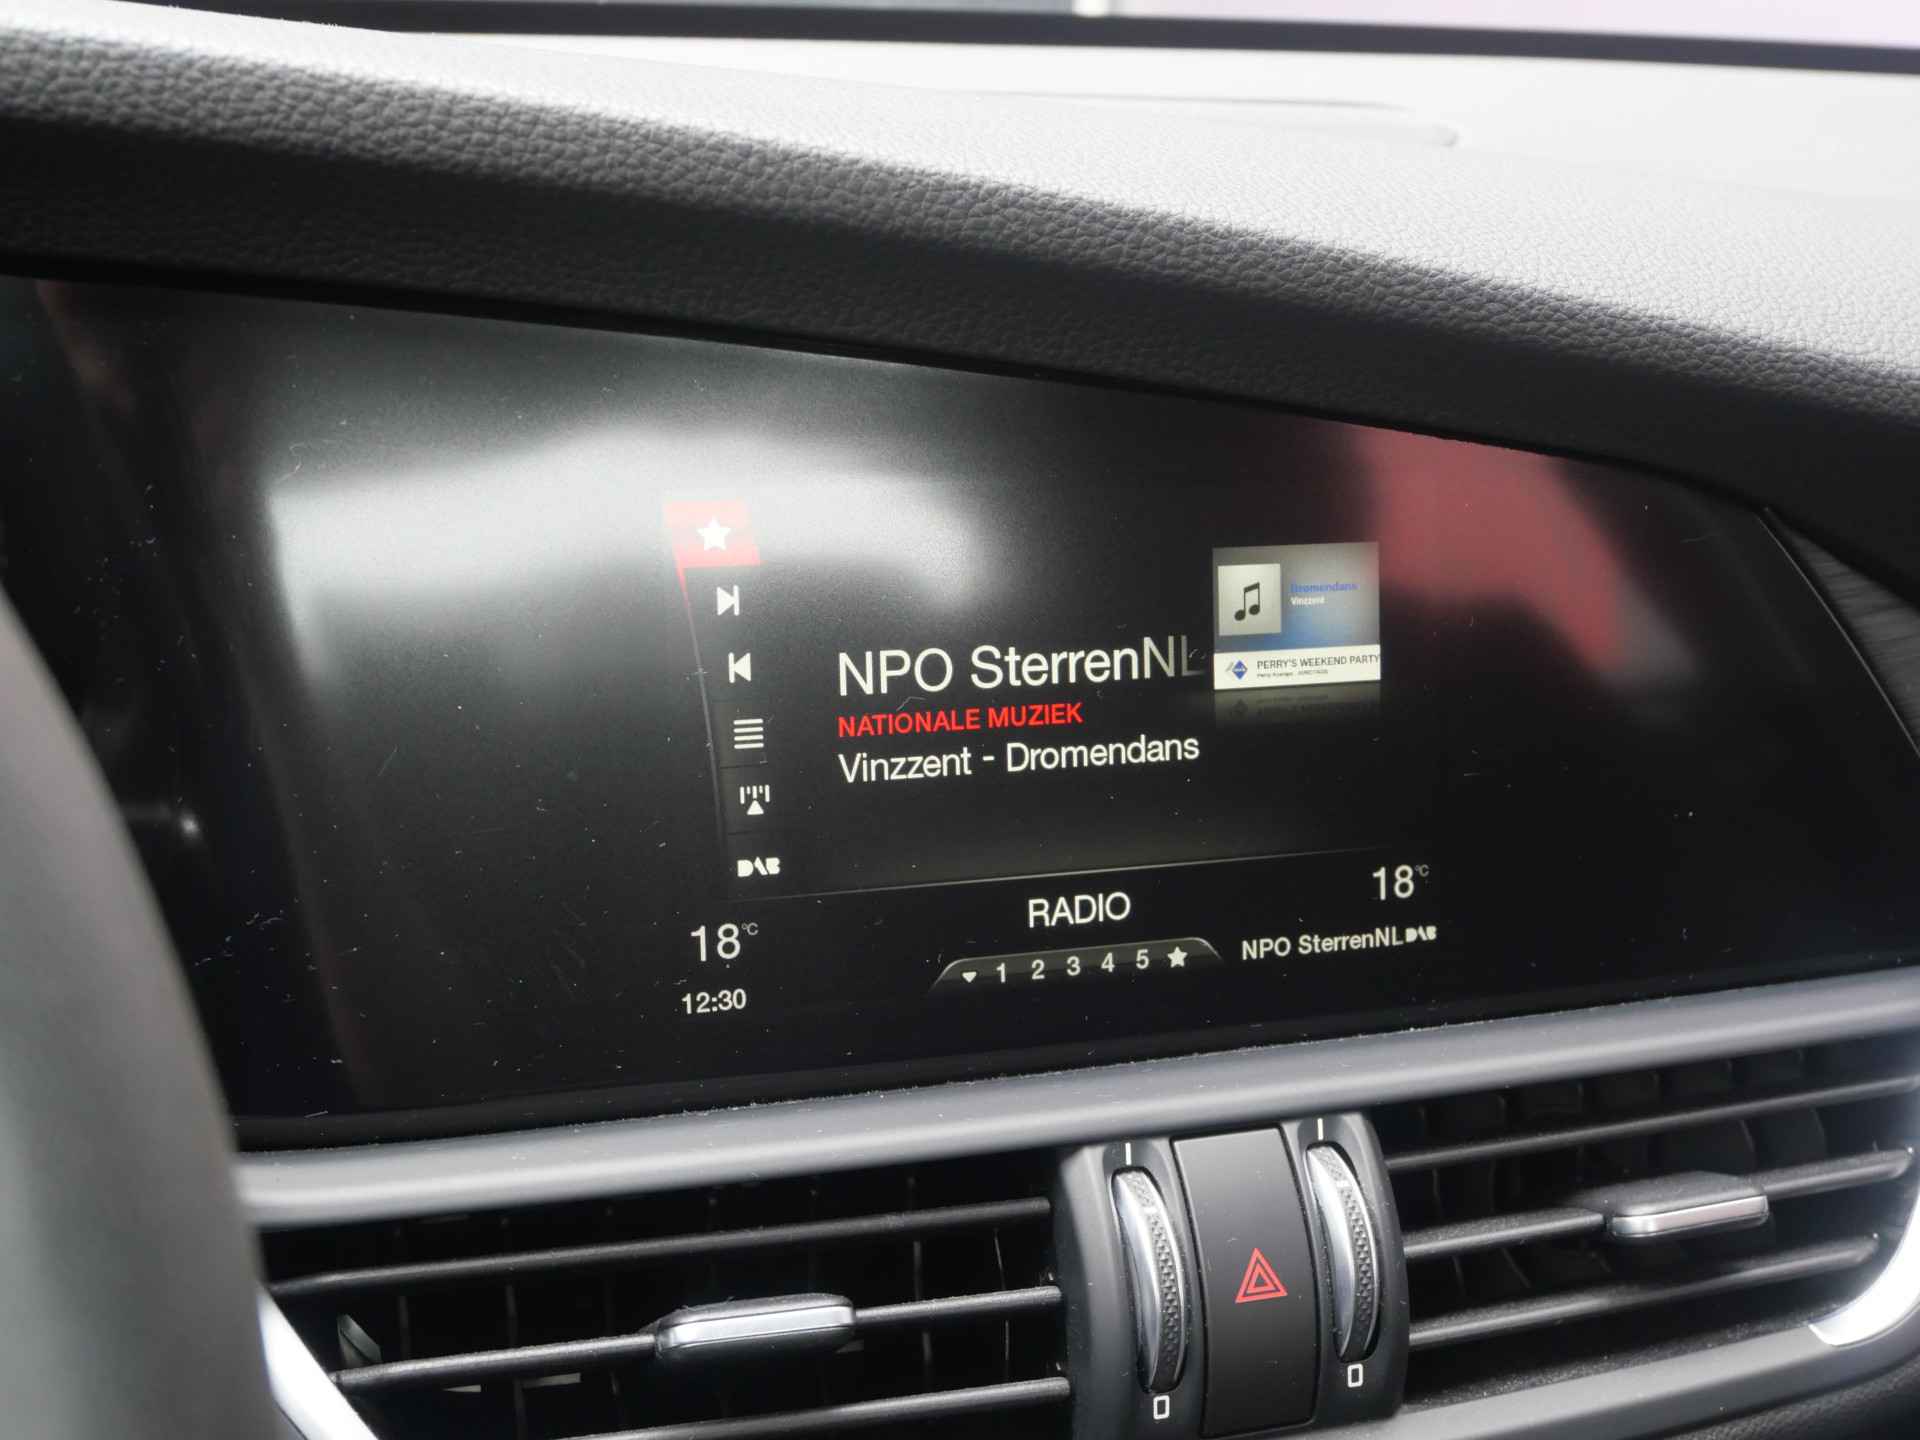 NPO SterrenNL
NATIONALE MUZIEK
Vinzzent - Dromendans
Dromendans
Vinzzent
PERRY'S WEEKEND PARTY
DAB
RADIO
18°C
18°C
1 2 3 4 5
NPO SterrenNL DAB
12:30